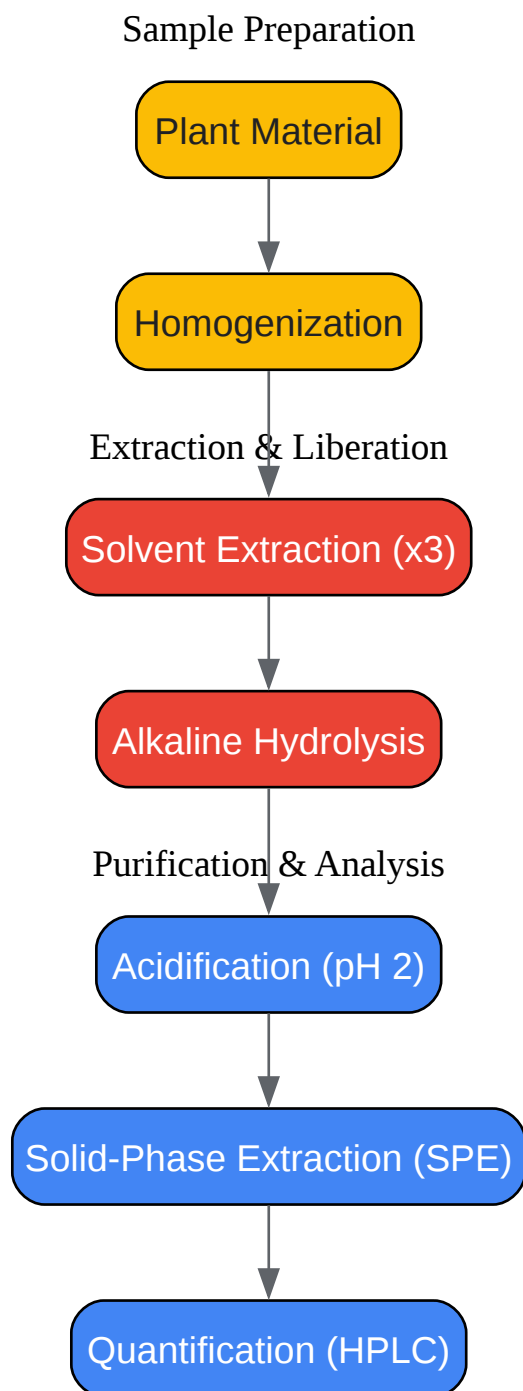 Sample Preparation
Plant Material
Homogenization
Extraction & Liberation
Solvent Extraction (x3)
Alkaline Hydrolysis
Purification & Analysis
Acidification (pH 2)
Solid-Phase Extraction (SPE)
Quantification (HPLC)